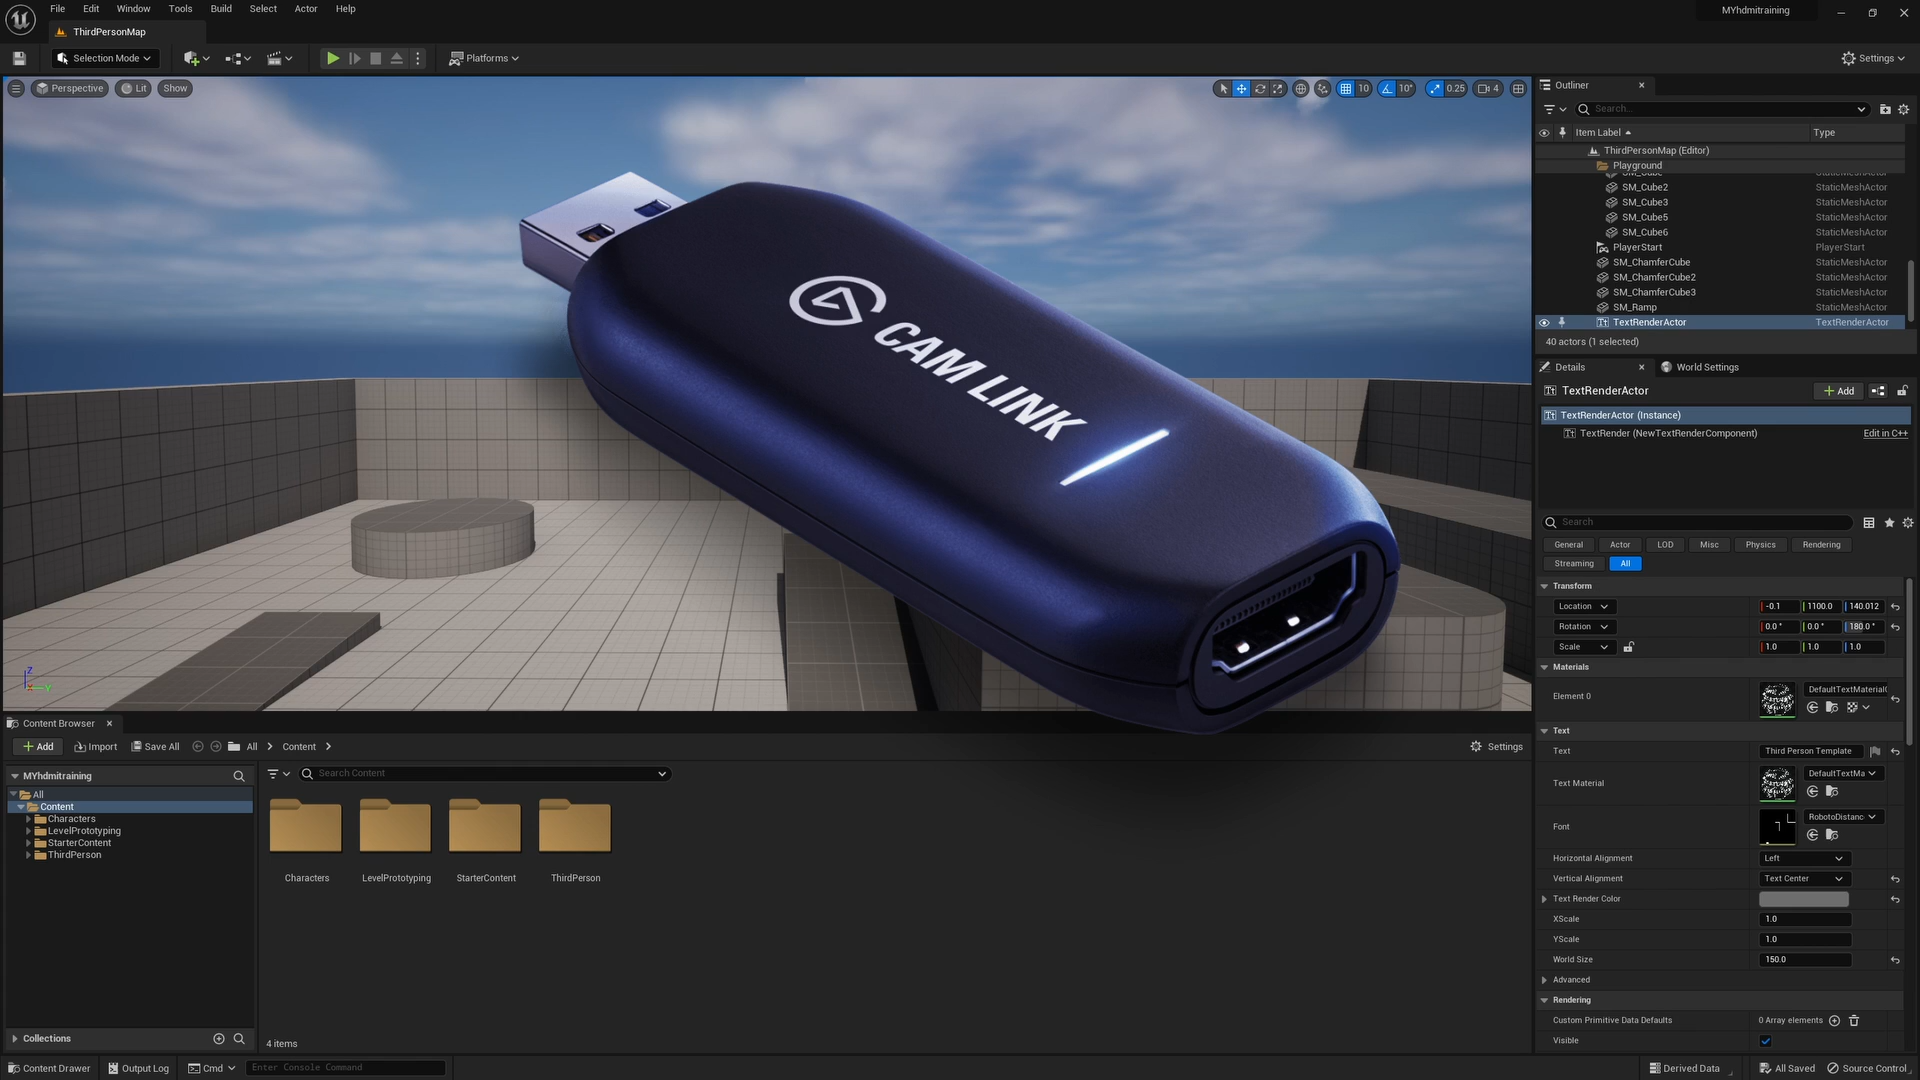 File Edit Window Tools Build Select Actor Help
MYhdmitraining
ThirdPersonMap
Selection Mode
Platforms
Settings
Perspective Lit Show
10 10° 0.25 4
CAM LINK
Outliner
Search...
Item Label Type
ThirdPersonMap (Editor)
Playground
SM_Cube2 StaticMeshActor
SM_Cube3 StaticMeshActor
SM_Cube5 StaticMeshActor
SM_Cube6 StaticMeshActor
PlayerStart PlayerStart
SM_ChamferCube StaticMeshActor
SM_ChamferCube2 StaticMeshActor
SM_ChamferCube3 StaticMeshActor
SM_Ramp StaticMeshActor
TextRenderActor TextRenderActor
40 actors (1 selected)
Details World Settings
TextRenderActor Add
TextRenderActor (Instance)
TextRender (NewTextRenderComponent) Edit in C++
Search
General Actor LOD Misc Physics Rendering
Streaming All
Transform
Location -0.1 1100.0 140.012
Rotation 0.0° 0.0° 180.0°
Scale 1.0 1.0 1.0
Materials
Element 0 DefaultTextMaterial
Text
Text Third Person Template
Text Material DefaultTextMa
Font RobotoDistanc
Horizontal Alignment Left
Vertical Alignment Text Center
Text Render Color
XScale 1.0
YScale 1.0
World Size 150.0
Advanced
Rendering
Custom Primitive Data Defaults 0 Array elements
Visible
Z
Y
Content Browser
Add Import Save All All Content Settings
MYhdmitraining
Search Content
All
Content
Characters
LevelPrototyping
StarterContent
ThirdPerson
Characters LevelPrototyping StarterContent ThirdPerson
Collections
4 items
Content Drawer Output Log Cmd Enter Console Command Derived Data All Saved Source Control